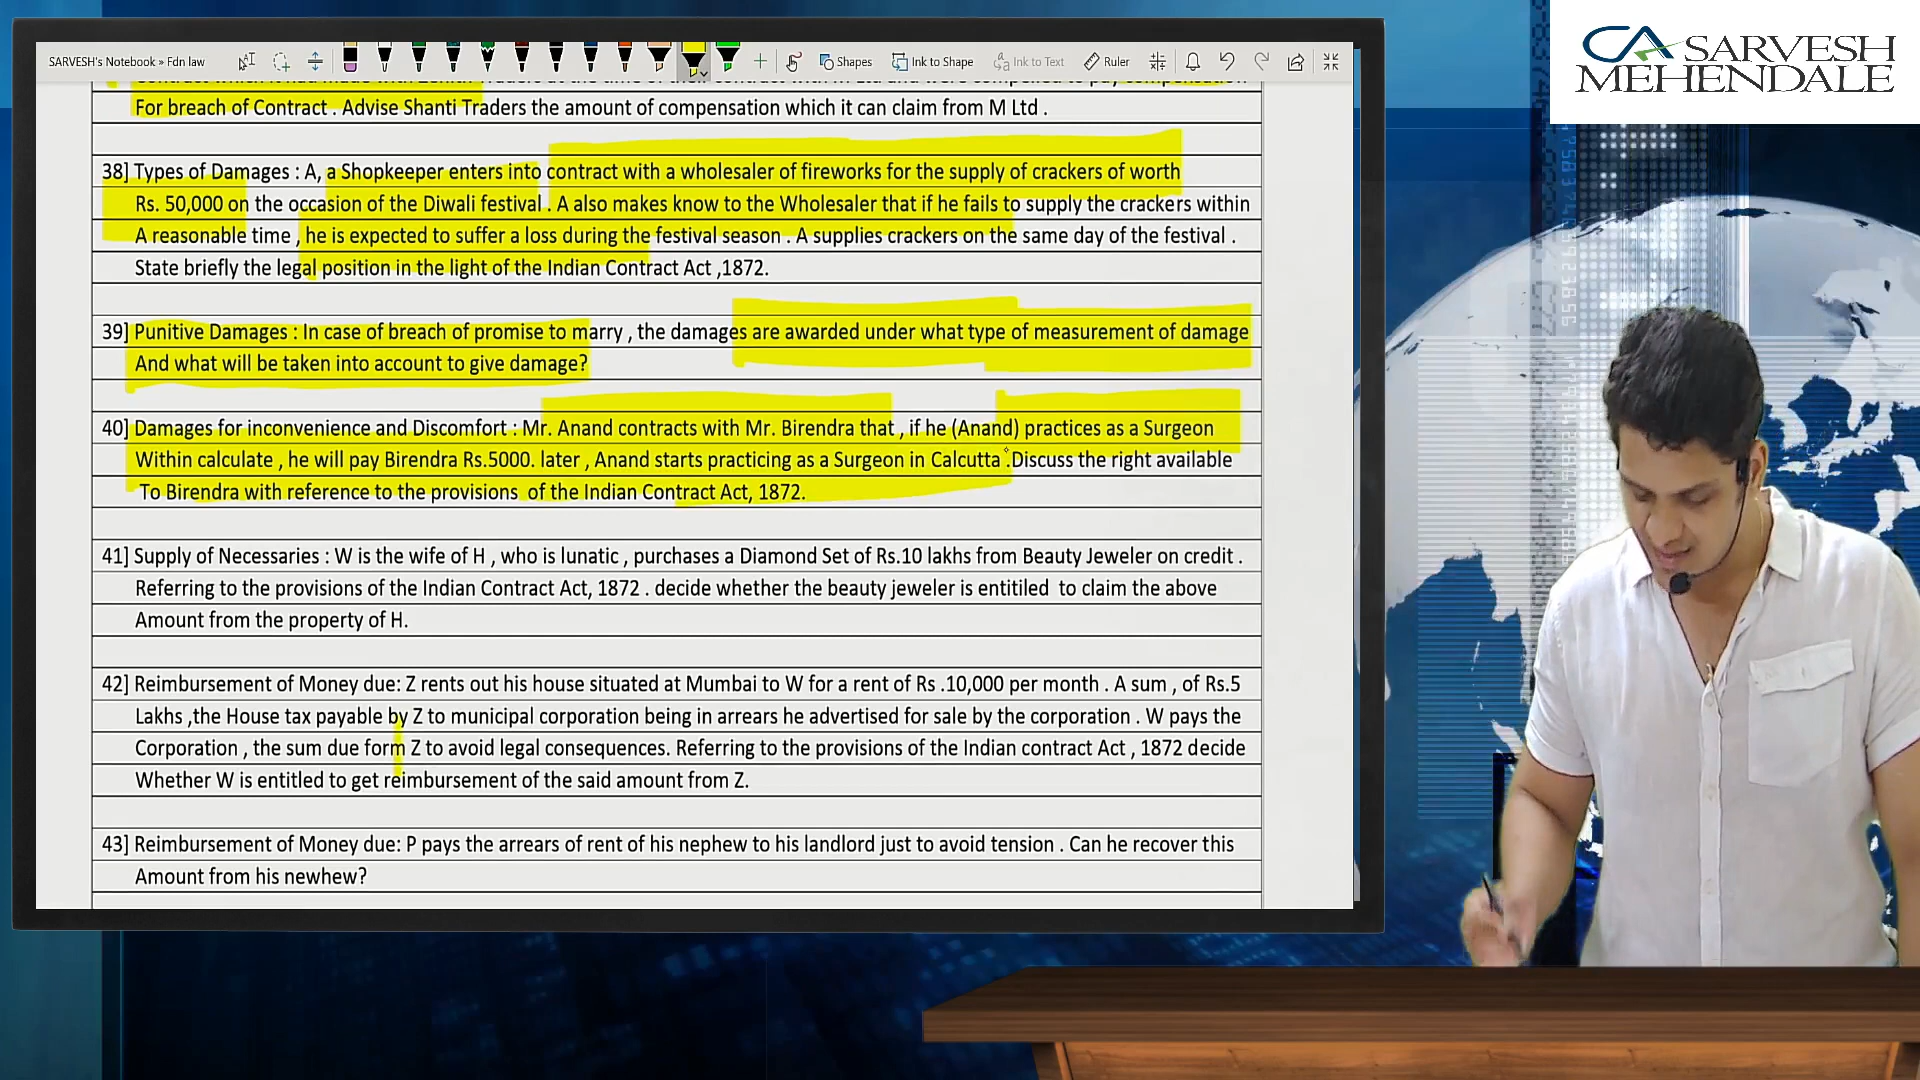 SARVESH's Notebook » Fdn law
Shapes
Ink to Shape
Ink to Text
Ruler
CA SARVESH
MEHENDALE
For breach of Contract . Advise Shanti Traders the amount of compensation which it can claim from M Ltd .
38] Types of Damages : A, a Shopkeeper enters into contract with a wholesaler of fireworks for the supply of crackers of worth
Rs. 50,000 on the occasion of the Diwali festival . A also makes know to the Wholesaler that if he fails to supply the crackers within
A reasonable time , he is expected to suffer a loss during the festival season . A supplies crackers on the same day of the festival .
State briefly the legal position in the light of the Indian Contract Act ,1872.
39] Punitive Damages : In case of breach of promise to marry , the damages are awarded under what type of measurement of damage
And what will be taken into account to give damage?
40] Damages for inconvenience and Discomfort : Mr. Anand contracts with Mr. Birendra that , if he (Anand) practices as a Surgeon
Within calculate , he will pay Birendra Rs.5000. later , Anand starts practicing as a Surgeon in Calcutta .Discuss the right available
To Birendra with reference to the provisions of the Indian Contract Act, 1872.
41] Supply of Necessaries : W is the wife of H , who is lunatic , purchases a Diamond Set of Rs.10 lakhs from Beauty Jeweler on credit .
Referring to the provisions of the Indian Contract Act, 1872 . decide whether the beauty jeweler is entitiled to claim the above
Amount from the property of H.
42] Reimbursement of Money due: Z rents out his house situated at Mumbai to W for a rent of Rs .10,000 per month . A sum , of Rs.5
Lakhs ,the House tax payable by Z to municipal corporation being in arrears he advertised for sale by the corporation . W pays the
Corporation , the sum due form Z to avoid legal consequences. Referring to the provisions of the Indian contract Act , 1872 decide
Whether W is entitled to get reimbursement of the said amount from Z.
43] Reimbursement of Money due: P pays the arrears of rent of his nephew to his landlord just to avoid tension . Can he recover this
Amount from his newhew?